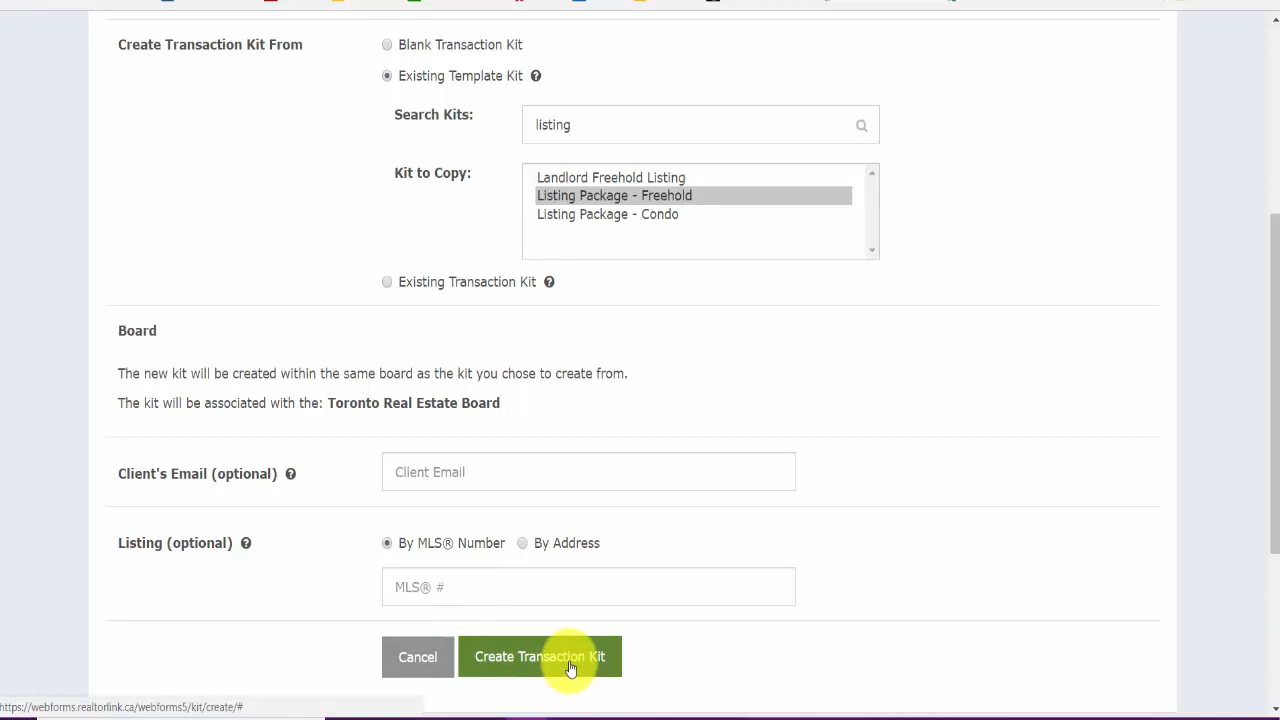 Create Transaction Kit From
Blank Transaction Kit
Existing Template Kit
Search Kits:
listing
Kit to Copy:
Landlord Freehold Listing
Listing Package - Freehold
Listing Package - Condo
Existing Transaction Kit
Board
The new kit will be created within the same board as the kit you chose to create from.
The kit will be associated with the: Toronto Real Estate Board
Client's Email (optional)
Client Email
Listing (optional)
By MLS® Number By Address
MLS® #
Cancel Create Transaction Kit
https://webforms.realtorlink.ca/webforms5/kit/create/#